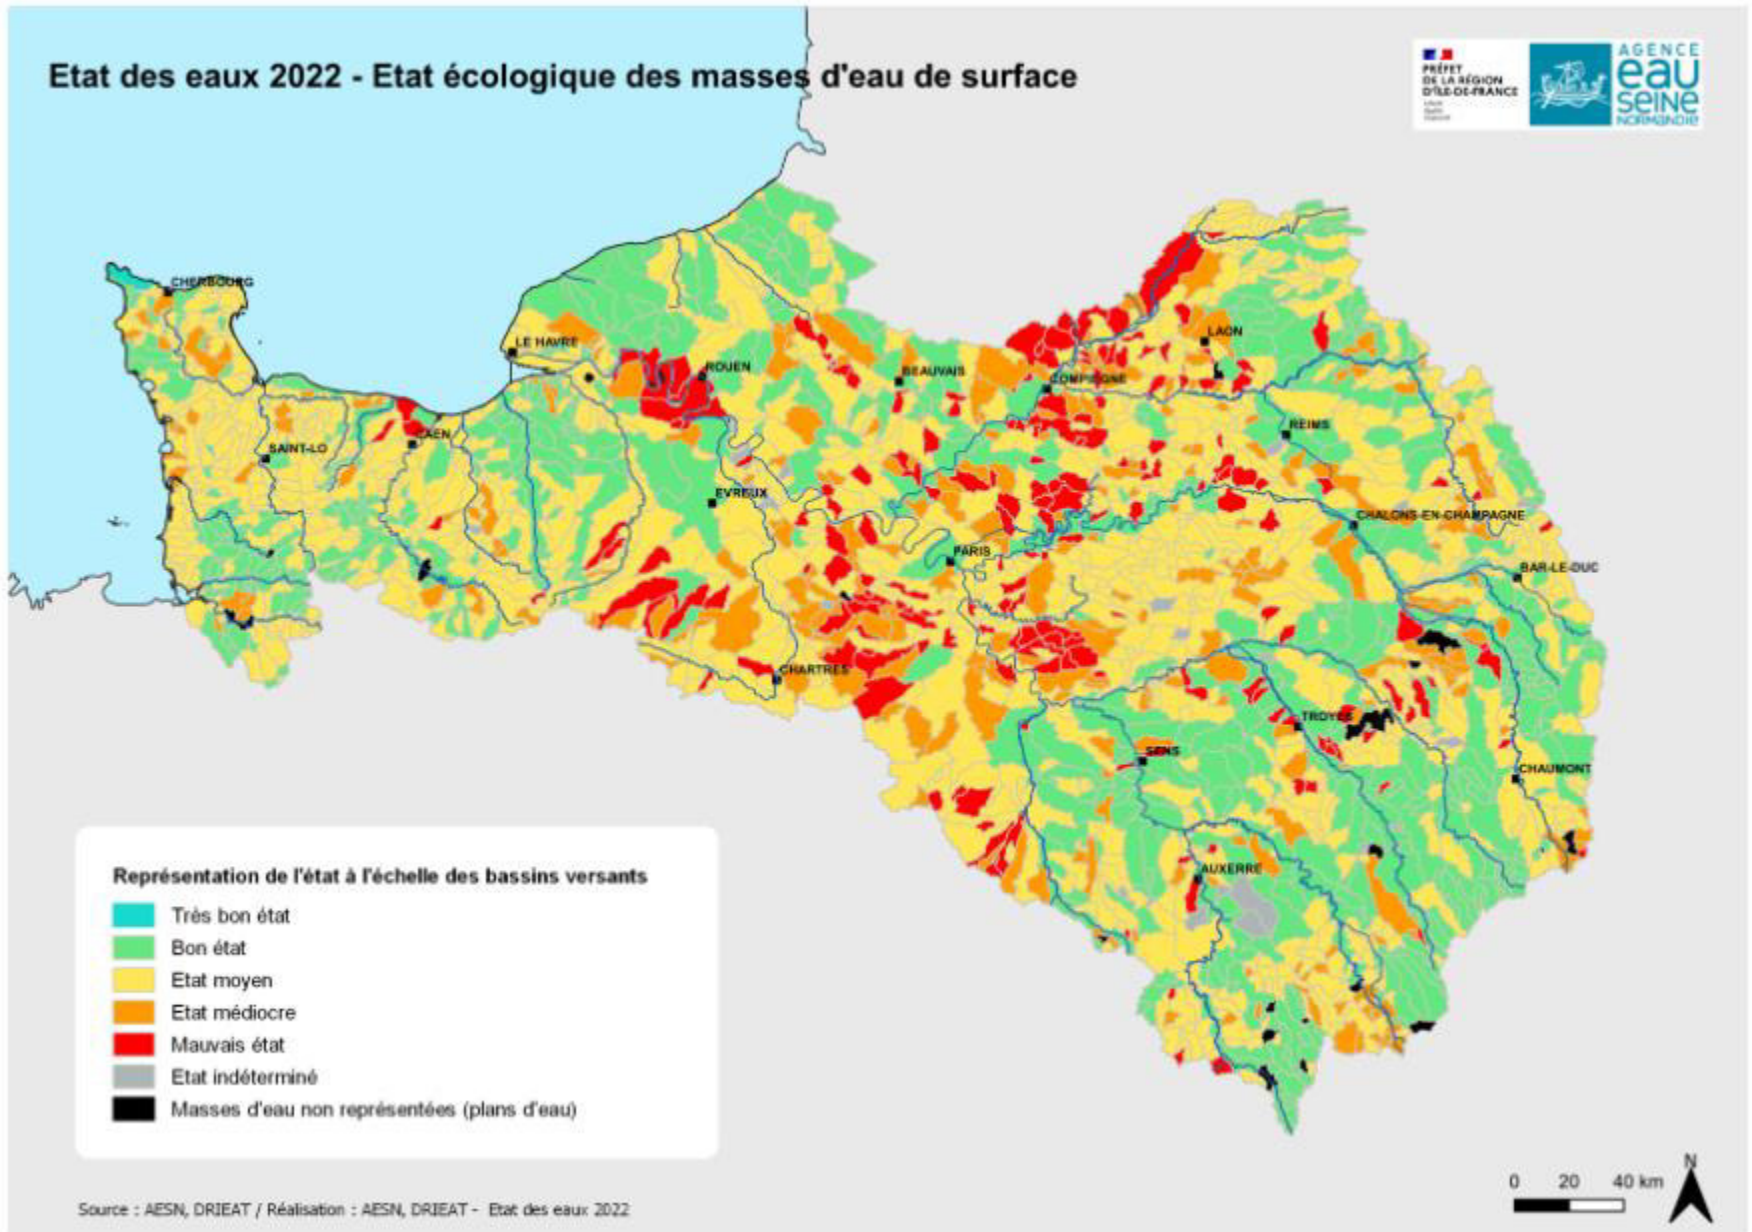 Etat des eaux 2022 - Etat écologique des masses d'eau de surface
PRÉFET
DE LA RÉGION
D'ÎLE-DE-FRANCE
AGENCE
eau
SEINE
NORMANDIE
CHERBOURG
LE HAVRE
ROUEN
BEAUVAIS
COMPIEGNE
LAON
SAINT-LO
CAEN
EVREUX
REIMS
CHALONS-EN-CHAMPAGNE
PARIS
BAR-LE-DUC
CHARTRES
TROYES
SENS
CHAUMONT
AUXERRE
Représentation de l'état à l'échelle des bassins versants
Très bon état
Bon état
Etat moyen
Etat médiocre
Mauvais état
Etat indéterminé
Masses d'eau non représentées (plans d'eau)
Source : AESN, DRIEAT / Réalisation : AESN, DRIEAT - Etat des eaux 2022
0 20 40 km
N